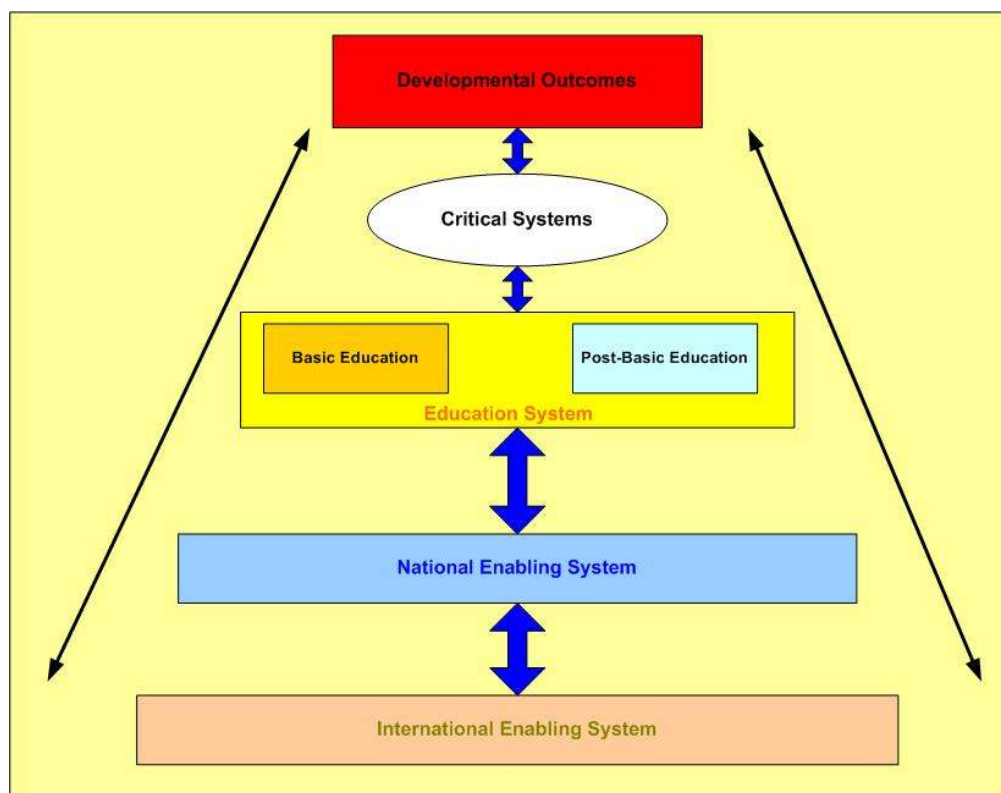 Developmental Outcomes
Critical Systems
Basic Education
Post-Basic Education
Education System
National Enabling System
International Enabling System